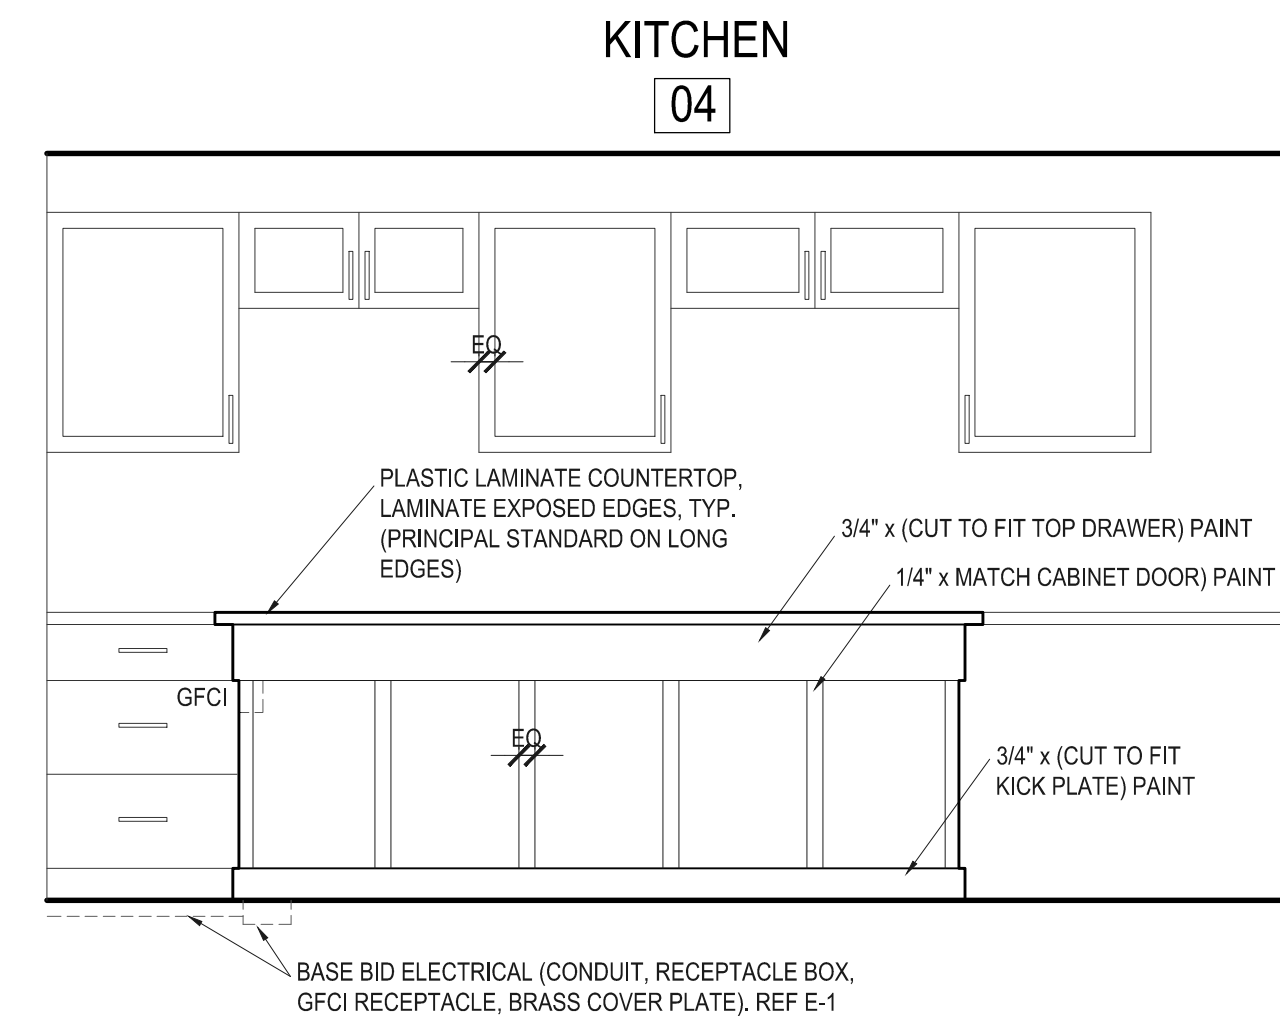 KITCHEN
04
EQ
PLASTIC LAMINATE COUNTERTOP,
LAMINATE EXPOSED EDGES, TYP.
(PRINCIPAL STANDARD ON LONG
EDGES)
3/4" x (CUT TO FIT TOP DRAWER) PAINT
1/4" x MATCH CABINET DOOR) PAINT
GFCI
EQ
3/4" x (CUT TO FIT
KICK PLATE) PAINT
BASE BID ELECTRICAL (CONDUIT, RECEPTACLE BOX,
GFCI RECEPTACLE, BRASS COVER PLATE). REF E-1